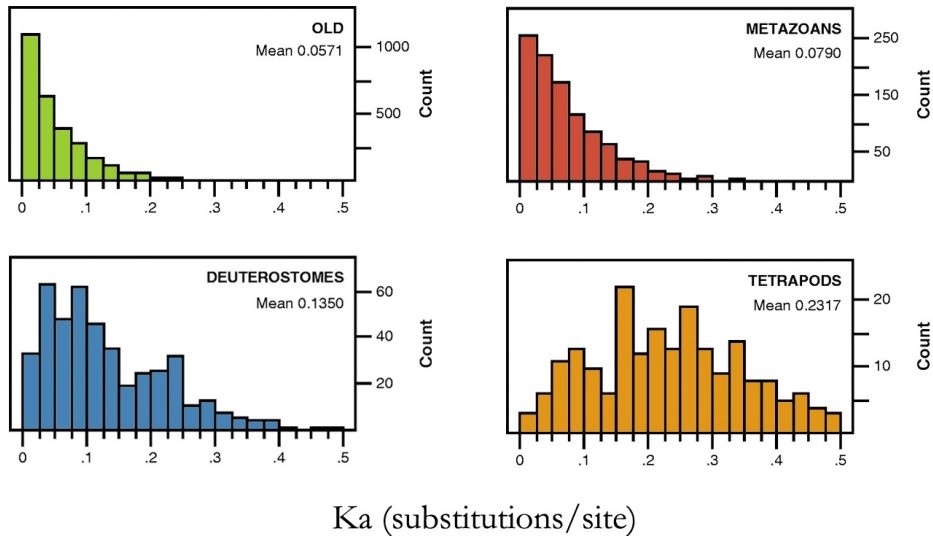 OLD
Mean 0.0571
1000
500
Count
0 .1 .2 .3 .4 .5
METAZOANS
Mean 0.0790
250
150
50
Count
0 .1 .2 .3 .4 .5
DEUTEROSTOMES
Mean 0.1350
60
40
20
Count
0 .1 .2 .3 .4 .5
TETRAPODS
Mean 0.2317
20
10
Count
0 .1 .2 .3 .4 .5
Ka (substitutions/site)